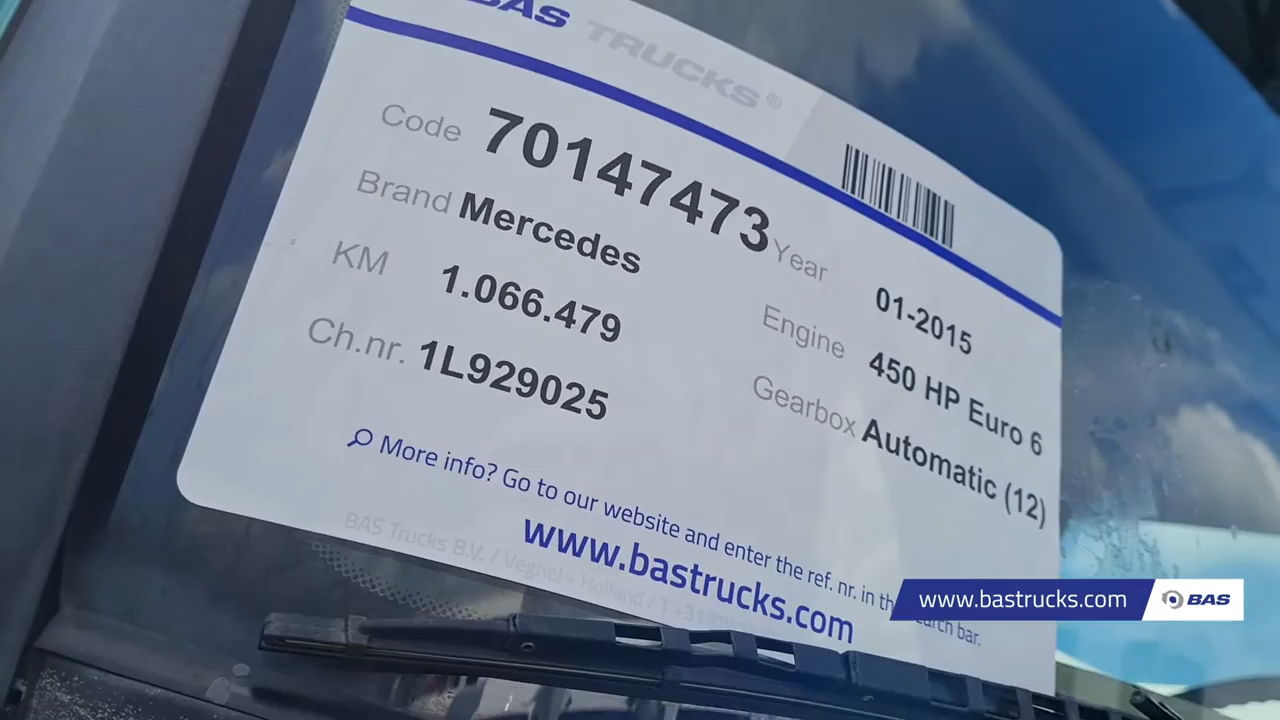 BAS TRUCKS®
Code 70147473
Brand Mercedes
KM 1.066.479
Ch.nr. 1L929025
Year 01-2015
Engine 450 HP Euro 6
Gearbox Automatic (12)
More info? Go to our website and enter the ref. nr. in the search bar.
www.bastrucks.com
BAS Trucks B.V. / Veghel - Holland / T +31
www.bastrucks.com BAS